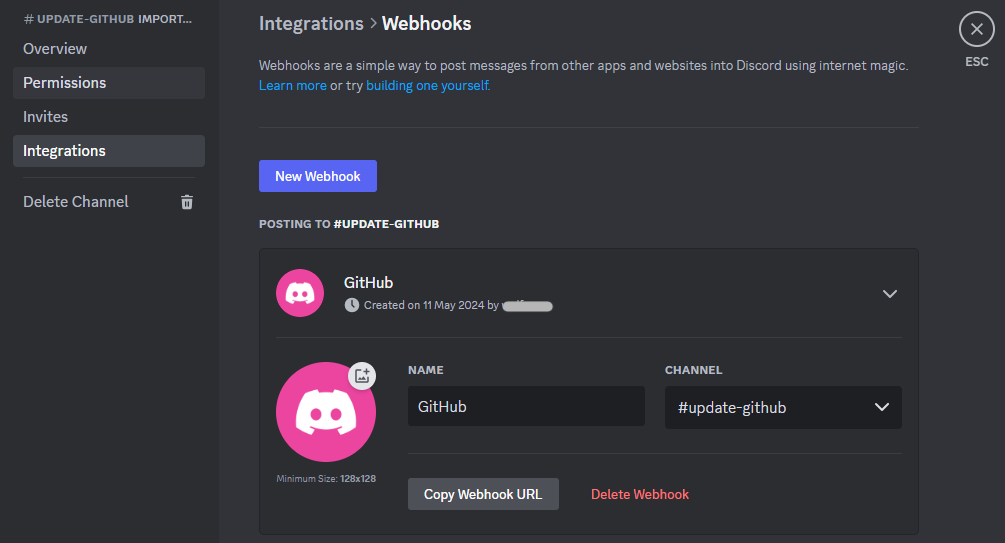 # UPDATE-GITHUB IMPORT...
Overview
Permissions
Invites
Integrations
Delete Channel
Integrations > Webhooks
Webhooks are a simple way to post messages from other apps and websites into Discord using internet magic.
Learn more or try building one yourself.
ESC
New Webhook
POSTING TO #UPDATE-GITHUB
GitHub
Created on 11 May 2024 by
NAME
CHANNEL
GitHub
#update-github
Minimum Size: 128x128
Copy Webhook URL
Delete Webhook